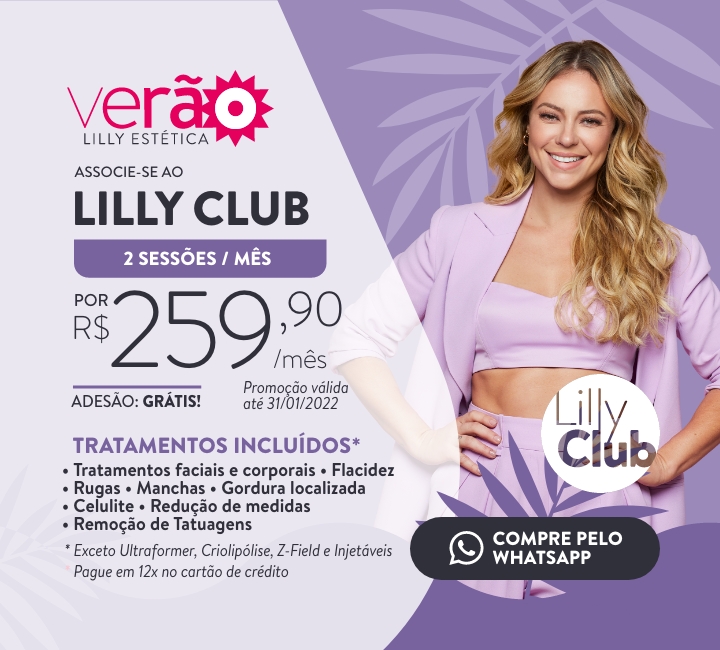 verão
LILLY ESTÉTICA
ASSOCIE-SE AO
LILLY CLUB
2 SESSÕES / MÊS
POR
R$ 259,90
/mês
ADESÃO: GRÁTIS!
Promoção válida
até 31/01/2022
TRATAMENTOS INCLUÍDOS*
• Tratamentos faciais e corporais • Flacidez
• Rugas • Manchas • Gordura localizada
• Celulite • Redução de medidas
• Remoção de Tatuagens
* Exceto Ultraformer, Criolipólise, Z-Field e Injetáveis
* Pague em 12x no cartão de crédito
Lilly
Club
COMPRE PELO
WHATSAPP